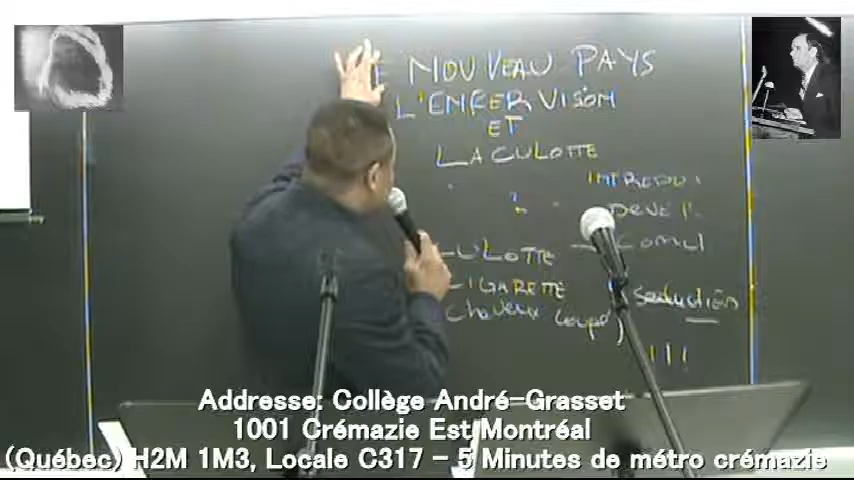 NOUVEAU PAYS
L'ENFER VISION
ET
LA CULOTTE
INTRODU
DEVE
CULOTTE
CIGARETTE
Cheveux coupé)
Seduction
!!!
Addresse: Collège André-Grasset
1001 Crémazie Est Montréal
(Québec) H2M 1M3, Locale C317 - 5 Minutes de métro crémazie